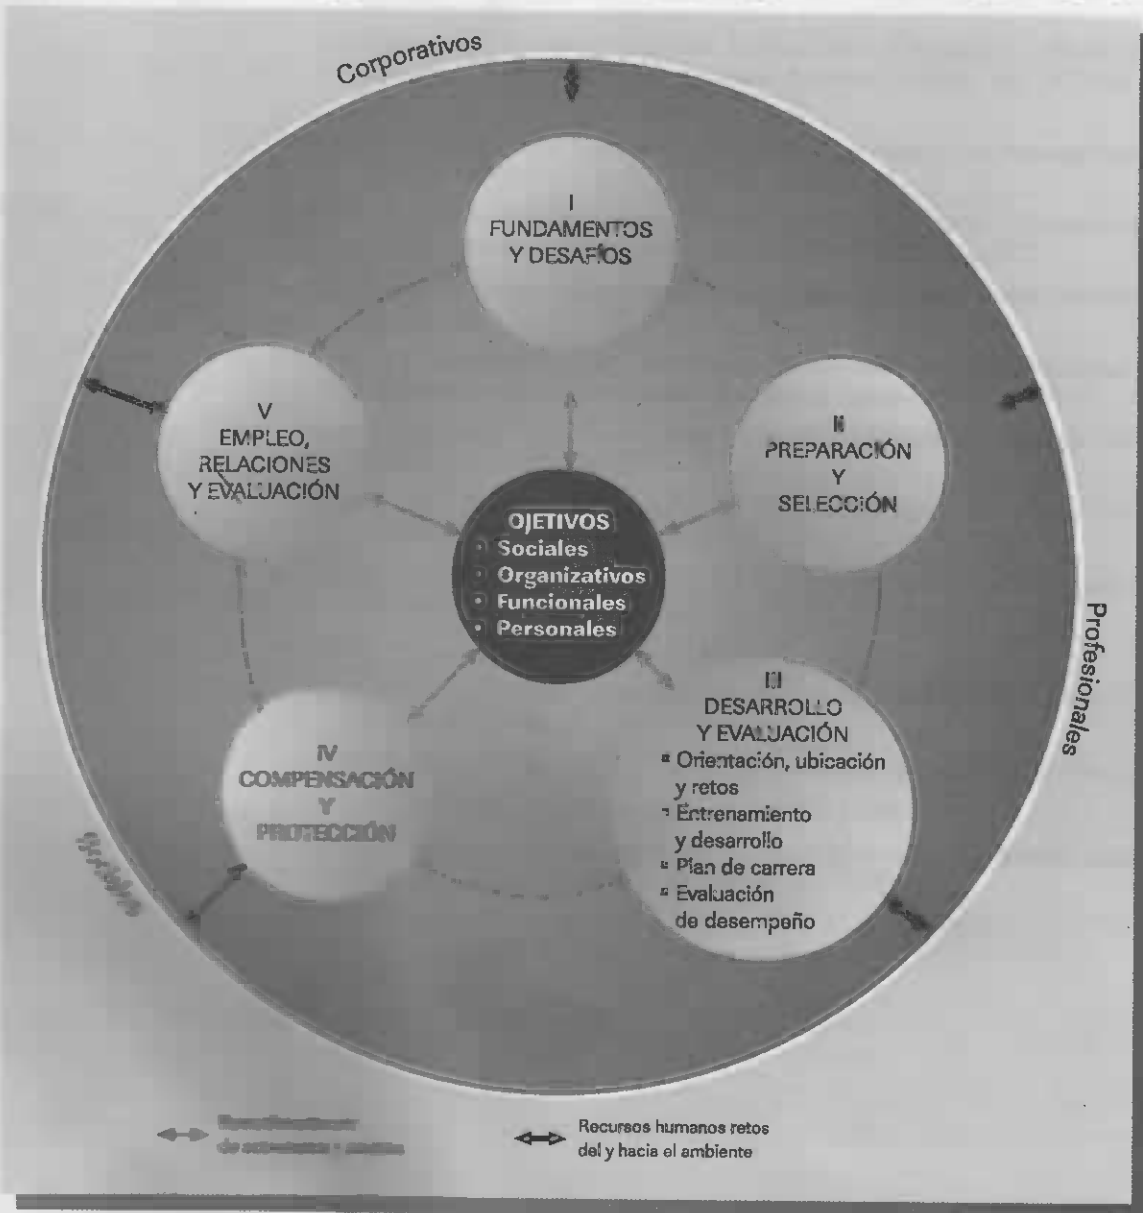 Corporativos
I
FUNDAMENTOS
Y DESAFÍOS
V
EMPLEO,
RELACIONES
Y EVALUACIÓN
II
PREPARACIÓN
Y
SELECCIÓN
OJETIVOS
• Sociales
• Organizativos
• Funcionales
• Personales
Profesionales
III
DESARROLLO
Y EVALUACIÓN
▪ Orientación, ubicación
y retos
▪ Entrenamiento
y desarrollo
▪ Plan de carrera
▪ Evaluación
de desempeño
IV
COMPENSACIÓN
Y
PROTECCIÓN
de
Recursos humanos retos
del y hacia el ambiente